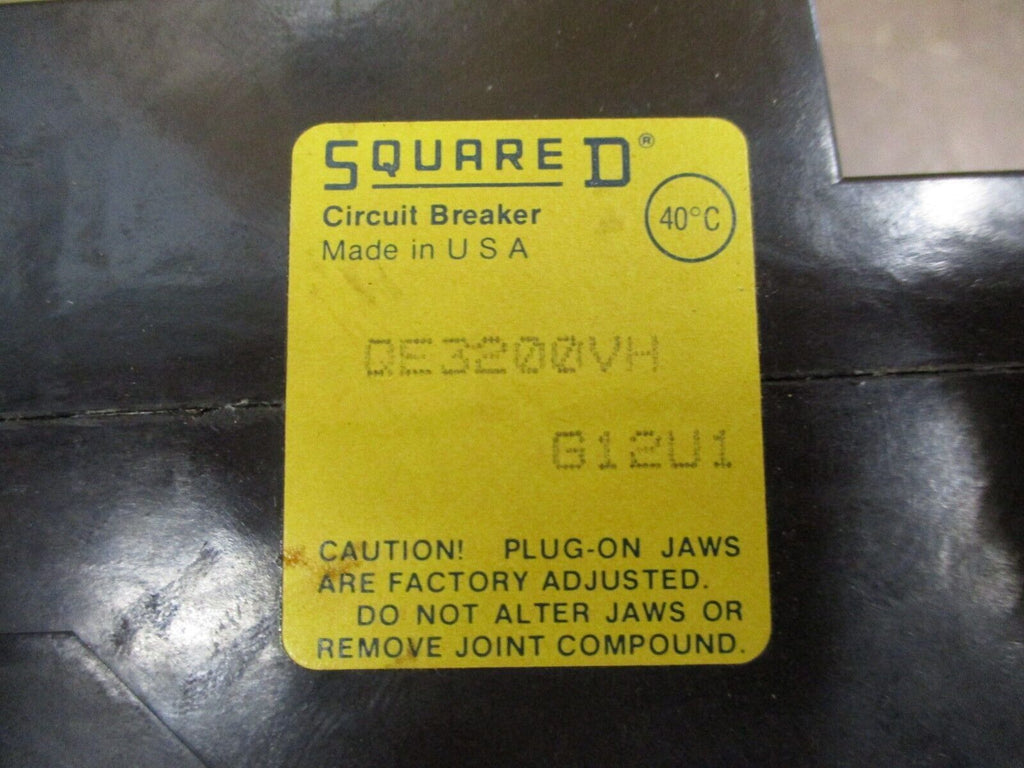 SQUARE D®
Circuit Breaker
Made in U S A
40°C
QE3200VH
G12U1
CAUTION! PLUG-ON JAWS
ARE FACTORY ADJUSTED.
DO NOT ALTER JAWS OR
REMOVE JOINT COMPOUND.